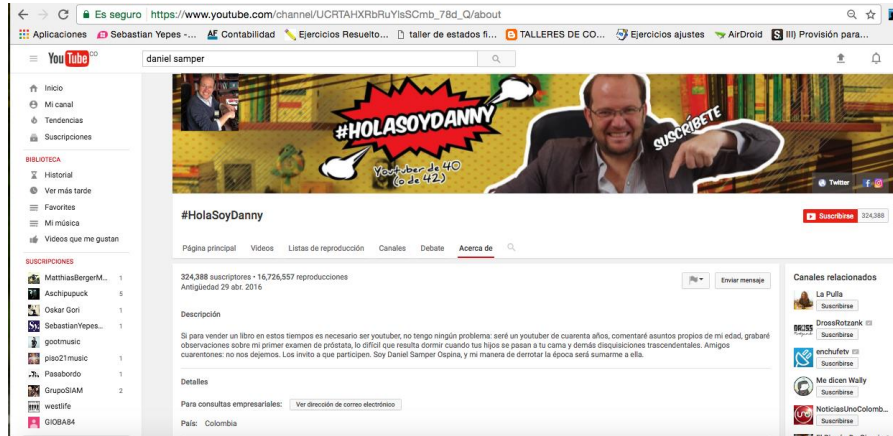 Es seguro https://www.youtube.com/channel/UCRTAHXRbRuYlsSCmb_78d_Q/about
Aplicaciones Sebastian Yepes -... AF Contabilidad Ejercicios Resuelto... taller de estados fi... TALLERES DE CO... Ejercicios ajustes AirDroid III) Provisión para...
YouTube CO daniel samper
Inicio
Mi canal
Tendencias
Suscripciones
BIBLIOTECA
Historial
Ver más tarde
Favorites
Mi música
Videos que me gustan
SUSCRIPCIONES
MatthiasBergerM... 1
Aschipupuck 5
Oskar Gori 1
SebastianYepes... 1
gootmusic
piso21music 1
Pasabordo 1
GrupoSIAM 2
westlife
GIOBA84
#HOLASOYDANNY
Youtuber de 40
(o de 42)
SUSCRÍBETE
Twitter
#HolaSoyDanny
Suscribirse 324,388
Página principal Videos Listas de reproducción Canales Debate Acerca de
324,388 suscriptores • 16,726,557 reproducciones
Antigüedad 29 abr. 2016
Enviar mensaje
Descripción
Si para vender un libro en estos tiempos es necesario ser youtuber, no tengo ningún problema: seré un youtuber de cuarenta años, comentaré asuntos propios de mi edad, grabaré
observaciones sobre mi primer examen de próstata, lo difícil que resulta dormir cuando tus hijos se pasan a tu cama y demás disquisiciones trascendentales. Amigos
cuarentones: no nos dejemos. Los invito a que participen. Soy Daniel Samper Ospina, y mi manera de derrotar la época será sumarme a ella.
Detalles
Para consultas empresariales: Ver dirección de correo electrónico
País: Colombia
Canales relacionados
La Pulla
Suscribirse
DrossRotzank
Suscribirse
enchufetv
Suscribirse
Me dicen Wally
Suscribirse
NoticiasUnoColomb...
Suscribirse